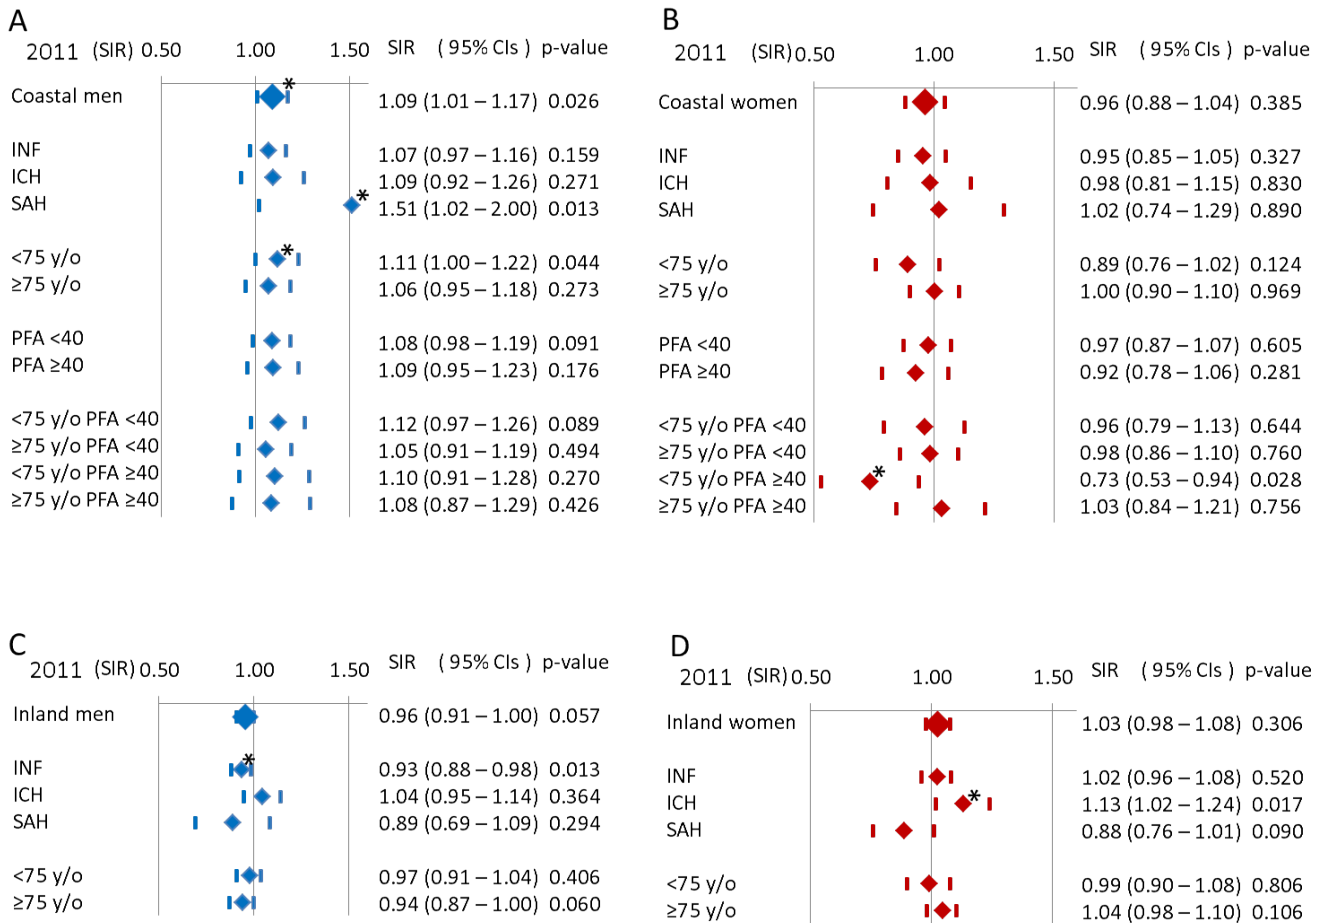 A
2011 (SIR) 0.50 1.00 1.50 SIR ( 95% CIs ) p-value
Coastal men * 1.09 (1.01 – 1.17) 0.026
INF 1.07 (0.97 – 1.16) 0.159
ICH 1.09 (0.92 – 1.26) 0.271
SAH * 1.51 (1.02 – 2.00) 0.013
<75 y/o * 1.11 (1.00 – 1.22) 0.044
≥75 y/o 1.06 (0.95 – 1.18) 0.273
PFA <40 1.08 (0.98 – 1.19) 0.091
PFA ≥40 1.09 (0.95 – 1.23) 0.176
<75 y/o PFA <40 1.12 (0.97 – 1.26) 0.089
≥75 y/o PFA <40 1.05 (0.91 – 1.19) 0.494
<75 y/o PFA ≥40 1.10 (0.91 – 1.28) 0.270
≥75 y/o PFA ≥40 1.08 (0.87 – 1.29) 0.426
B
2011 (SIR) 0.50 1.00 1.50 SIR ( 95% CIs ) p-value
Coastal women 0.96 (0.88 – 1.04) 0.385
INF 0.95 (0.85 – 1.05) 0.327
ICH 0.98 (0.81 – 1.15) 0.830
SAH 1.02 (0.74 – 1.29) 0.890
<75 y/o 0.89 (0.76 – 1.02) 0.124
≥75 y/o 1.00 (0.90 – 1.10) 0.969
PFA <40 0.97 (0.87 – 1.07) 0.605
PFA ≥40 0.92 (0.78 – 1.06) 0.281
<75 y/o PFA <40 0.96 (0.79 – 1.13) 0.644
≥75 y/o PFA <40 0.98 (0.86 – 1.10) 0.760
<75 y/o PFA ≥40 * 0.73 (0.53 – 0.94) 0.028
≥75 y/o PFA ≥40 1.03 (0.84 – 1.21) 0.756
C
2011 (SIR) 0.50 1.00 1.50 SIR ( 95% CIs ) p-value
Inland men 0.96 (0.91 – 1.00) 0.057
INF * 0.93 (0.88 – 0.98) 0.013
ICH 1.04 (0.95 – 1.14) 0.364
SAH 0.89 (0.69 – 1.09) 0.294
<75 y/o 0.97 (0.91 – 1.04) 0.406
≥75 y/o 0.94 (0.87 – 1.00) 0.060
D
2011 (SIR) 0.50 1.00 1.50 SIR ( 95% CIs ) p-value
Inland women 1.03 (0.98 – 1.08) 0.306
INF 1.02 (0.96 – 1.08) 0.520
ICH * 1.13 (1.02 – 1.24) 0.017
SAH 0.88 (0.76 – 1.01) 0.090
<75 y/o 0.99 (0.90 – 1.08) 0.806
≥75 y/o 1.04 (0.98 – 1.10) 0.106